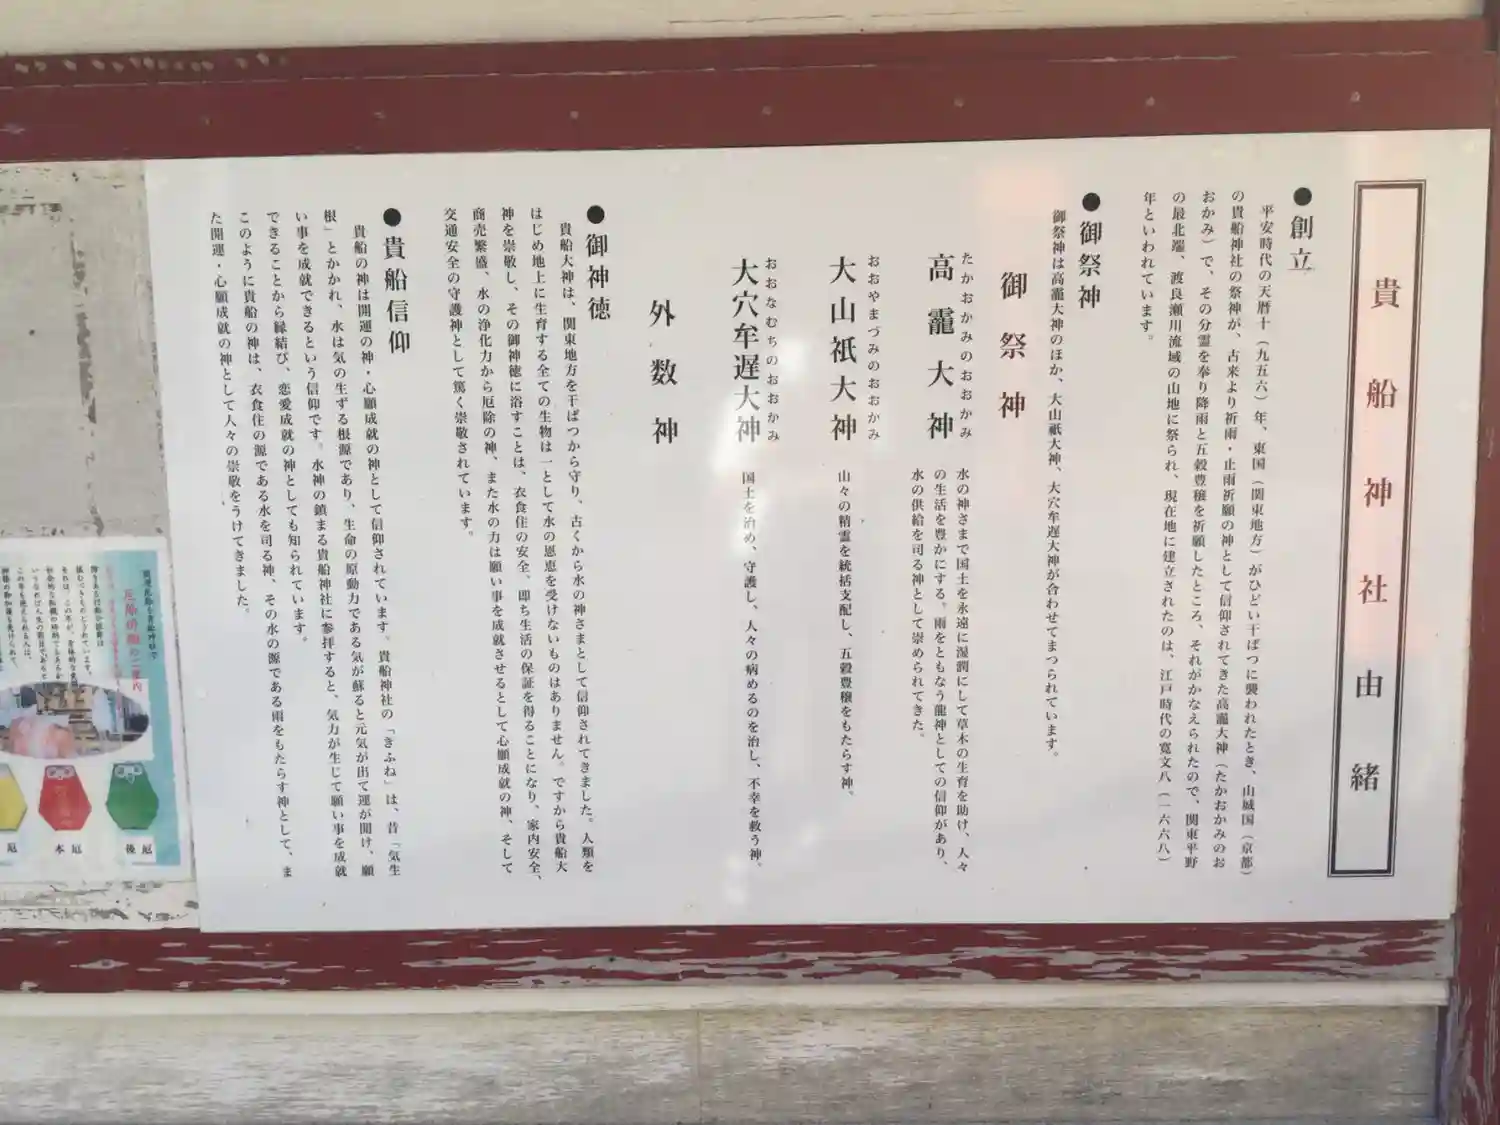 貴船神社由緒
●創立
平安時代の天暦十（九五六）年、東国（関東地方）がひどい干ばつに襲われたとき、山城国（京都）
の貴船神社の祭神が、古来より祈雨・止雨祈願の神として信仰されてきた高龗大神（たかおかみのお
おかみ）で、その分霊を奉り降雨と五穀豊穣を祈願したところ、それがかなえられたので、関東平野
の最北端、渡良瀬川流域の山地に祭られ、現在地に建立されたのは、江戸時代の寛文八（一六六八）
年といわれています。
●御祭神
御祭神は高龗大神のほか、大山祇大神、大穴牟遅大神が合わせてまつられています。
御祭神
たかおかみのおおかみ
高龗大神
水の神さまで国土を永遠に湿潤にして草木の生育を助け、人々
の生活を豊かにする。雨をともなう龍神としての信仰があり、
水の供給を司る神として崇められてきた。
おおやまづみのおおかみ
大山祇大神
山々の精霊を統括支配し、五穀豊穣をもたらす神。
おおなむちのおおかみ
大穴牟遅大神
国土を治め、守護し、人々の病めるのを治し、不幸を救う神。
外数神
●御神徳
貴船大神は、関東地方を干ばつから守り、古くから水の神さまとして信仰されてきました。人類を
はじめ地上に生育する全ての生物は一として水の恩恵を受けないものはありません。ですから貴船大
神を崇敬し、その御神徳に浴すことは、衣食住の安全、即ち生活の保証を得ることになり、家内安全、
商売繁盛、水の浄化力から厄除の神、また水の力は願い事を成就させるとして心願成就の神、そして
交通安全の守護神として篤く崇敬されています。
●貴船信仰
貴船の神は開運の神・心願成就の神として信仰されています。貴船神社の「きふね」は、昔「気生
根」とかかれ、水は気の生ずる根源であり、生命の原動力である気が蘇ると元気が出て運が開け、願
い事を成就できるという信仰です。水神の鎮まる貴船神社に参拝すると、気力が生じて願い事を成就
できることから縁結び、恋愛成就の神としても知られています。
このように貴船の神は、衣食住の源である水を司る神、その水の源である雨をもたらす神として、ま
た開運・心願成就の神として人々の崇敬をうけてきました。
後厄
本厄
厄